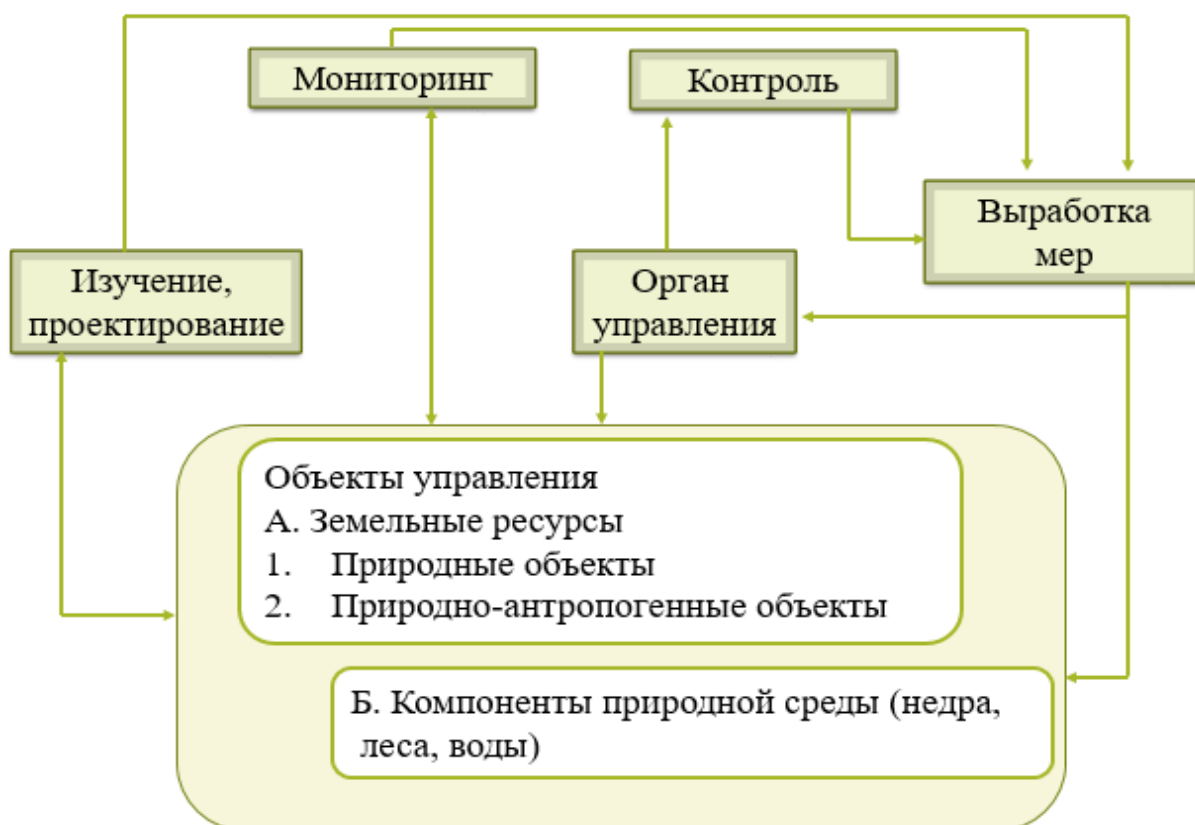 Мониторинг
Контроль
Выработка
мер
Изучение,
проектирование
Орган
управления
Объекты управления
А. Земельные ресурсы
1. Природные объекты
2. Природно-антропогенные объекты
Б. Компоненты природной среды (недра,
леса, воды)